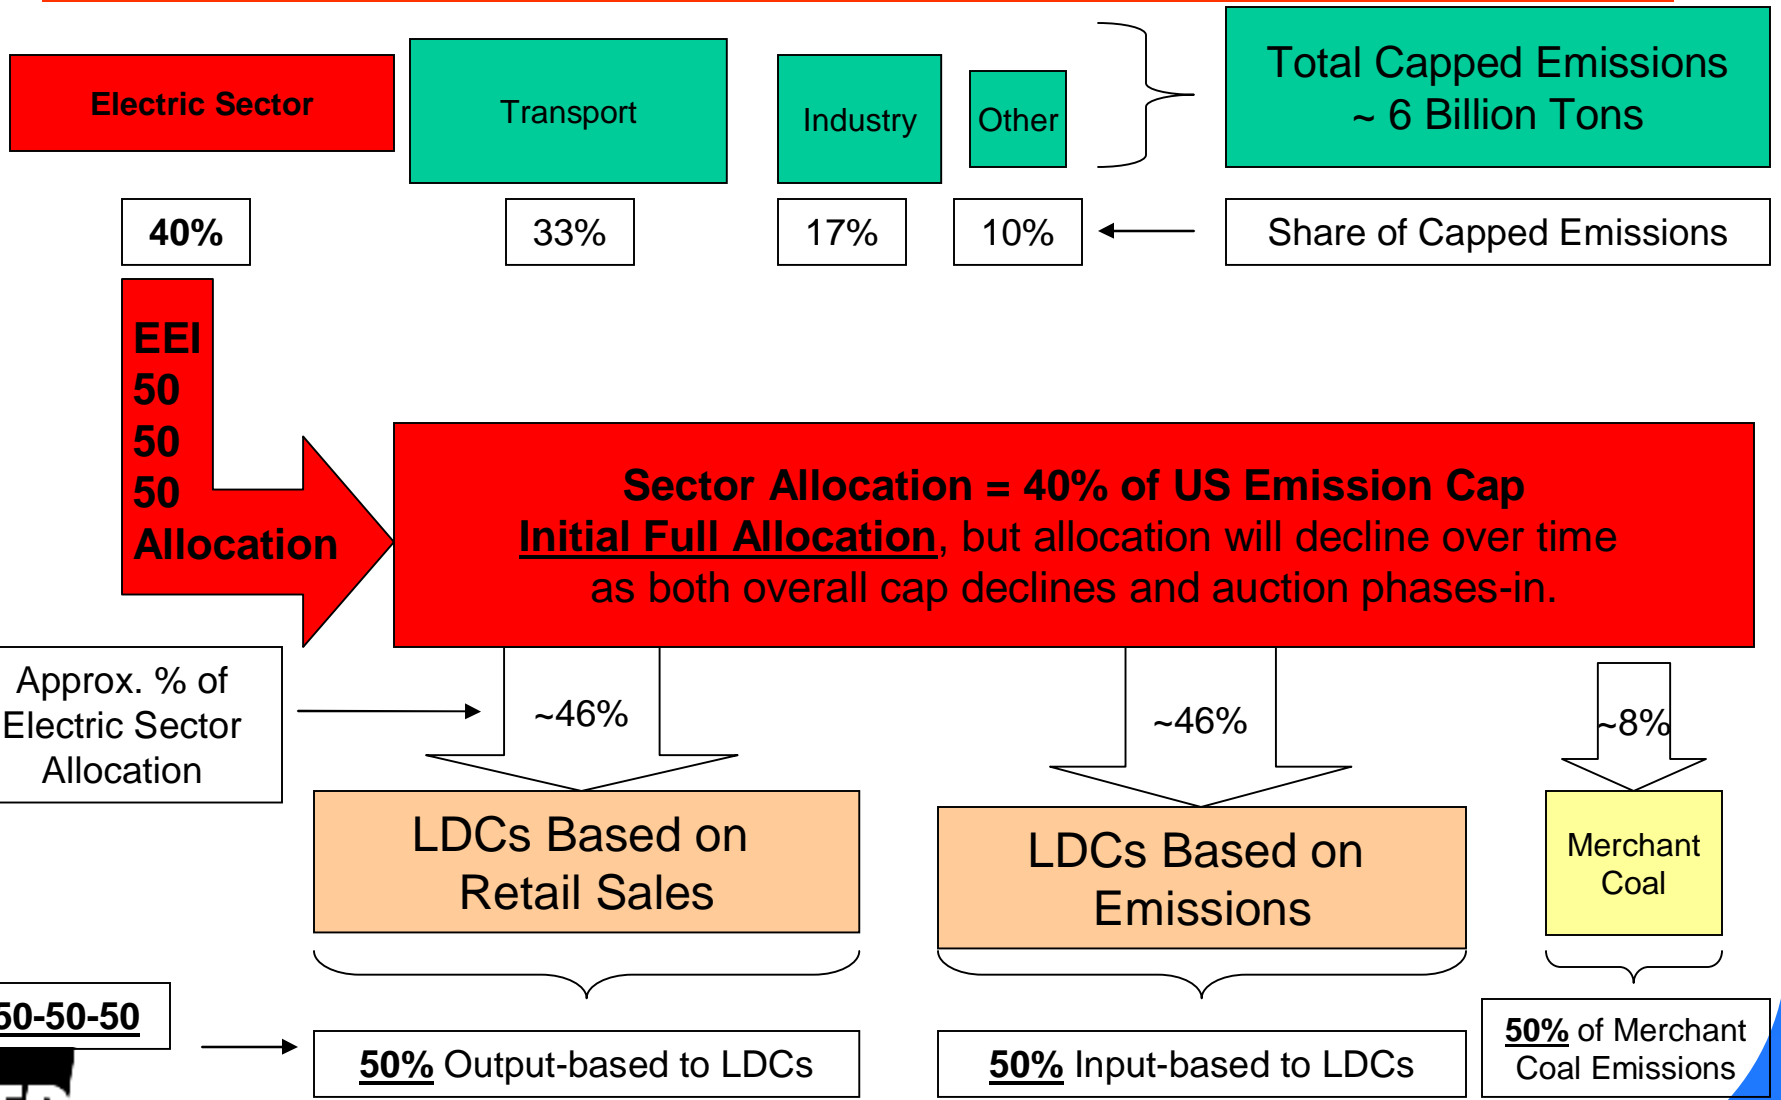 Electric Sector
Transport
Industry
Other
Total Capped Emissions
~ 6 Billion Tons
40%
33%
17%
10%
Share of Capped Emissions
EEI
50
50
50
Allocation
Sector Allocation = 40% of US Emission Cap
Initial Full Allocation, but allocation will decline over time
as both overall cap declines and auction phases-in.
Approx. % of
Electric Sector
Allocation
~46%
~46%
~8%
LDCs Based on
Retail Sales
LDCs Based on
Emissions
Merchant
Coal
50-50-50
50% Output-based to LDCs
50% Input-based to LDCs
50% of Merchant
Coal Emissions